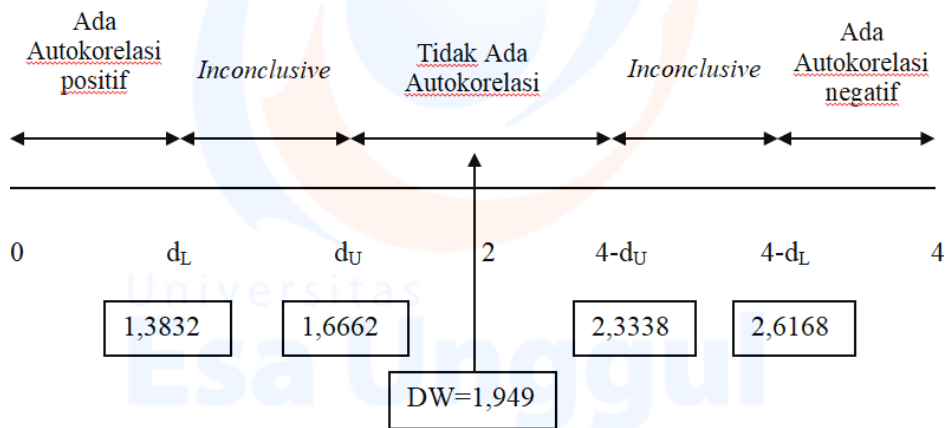 Ada
Autokorelasi
positif
Inconclusive
Tidak Ada
Autokorelasi
Inconclusive
Ada
Autokorelasi
negatif
0 dL dU 2 4-dU 4-dL 4
Universitas
1,3832 1,6662 2,3338 2,6168
Esa Unggul
DW=1,949